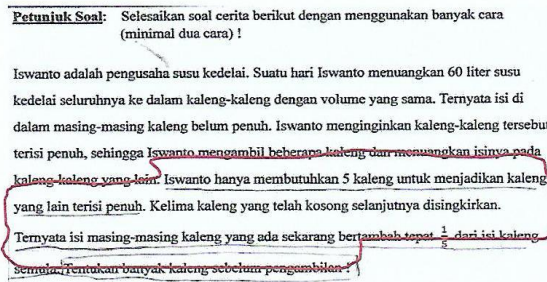 Petunjuk Soal: Selesaikan soal cerita berikut dengan menggunakan banyak cara
(minimal dua cara) !
Iswanto adalah pengusaha susu kedelai. Suatu hari Iswanto menuangkan 60 liter susu
kedelai seluruhnya ke dalam kaleng-kaleng dengan volume yang sama. Ternyata isi di
dalam masing-masing kaleng belum penuh. Iswanto menginginkan kaleng-kaleng tersebut
terisi penuh, sehingga Iswanto mengambil beberapa kaleng dan menuangkan isinya pada
kaleng-kaleng yang lain. Iswanto hanya membutuhkan 5 kaleng untuk menjadikan kaleng
yang lain terisi penuh. Kelima kaleng yang telah kosong selanjutnya disingkirkan.
Ternyata isi masing-masing kaleng yang ada sekarang bertambah tepat 1/5 dari isi kaleng
semula. Tentukan banyak kaleng sebelum pengambilan !